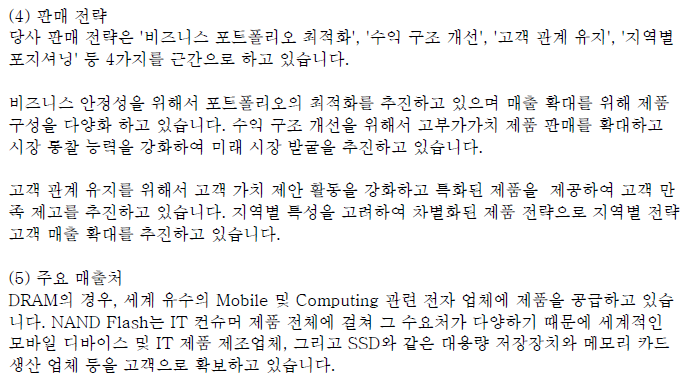 (4) 판매 전략
당사 판매 전략은 '비즈니스 포트폴리오 최적화', '수익 구조 개선', '고객 관계 유지', '지역별
포지셔닝' 등 4가지를 근간으로 하고 있습니다.
비즈니스 안정성을 위해서 포트폴리오의 최적화를 추진하고 있으며 매출 확대를 위해 제품
구성을 다양화 하고 있습니다. 수익 구조 개선을 위해서 고부가가치 제품 판매를 확대하고
시장 통찰 능력을 강화하여 미래 시장 발굴을 추진하고 있습니다.
고객 관계 유지를 위해서 고객 가치 제안 활동을 강화하고 특화된 제품을  제공하여 고객 만
족 제고를 추진하고 있습니다. 지역별 특성을 고려하여 차별화된 제품 전략으로 지역별 전략
고객 매출 확대를 추진하고 있습니다.
(5) 주요 매출처
DRAM의 경우, 세계 유수의 Mobile 및 Computing 관련 전자 업체에 제품을 공급하고 있습
니다. NAND Flash는 IT 컨슈머 제품 전체에 걸쳐 그 수요처가 다양하기 때문에 세계적인
모바일 디바이스 및 IT 제품 제조업체, 그리고 SSD와 같은 대용량 저장장치와 메모리 카드
생산 업체 등을 고객으로 확보하고 있습니다.